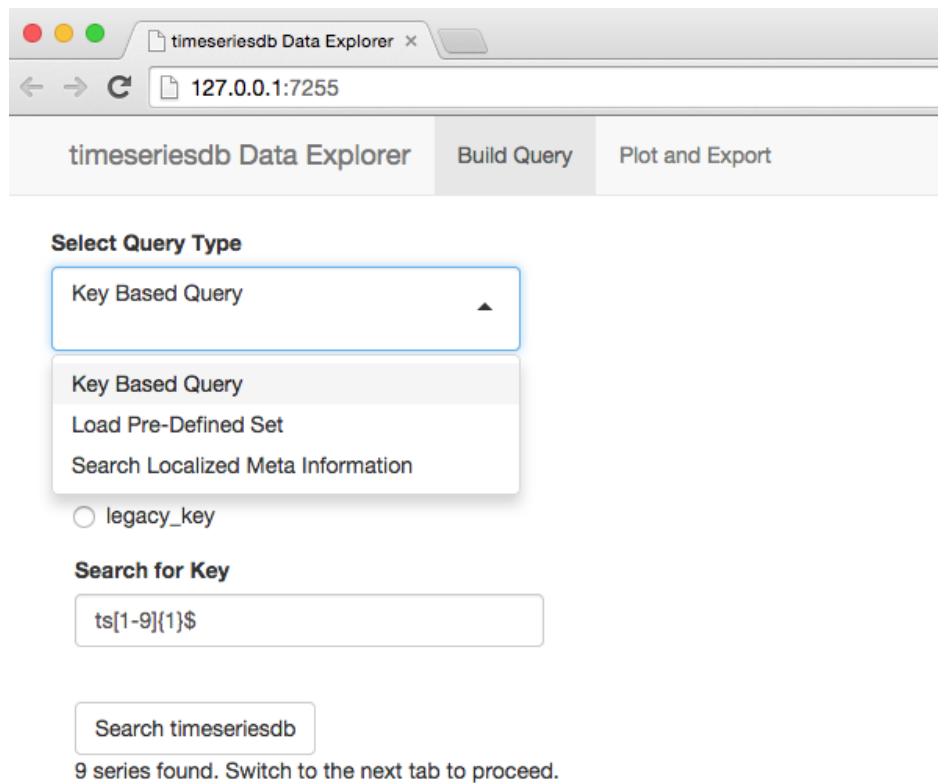 timeseriesdb Data Explorer ×
127.0.0.1:7255
timeseriesdb Data Explorer Build Query Plot and Export
Select Query Type
Key Based Query
Key Based Query
Load Pre-Defined Set
Search Localized Meta Information
legacy_key
Search for Key
ts[1-9]{1}$
Search timeseriesdb
9 series found. Switch to the next tab to proceed.